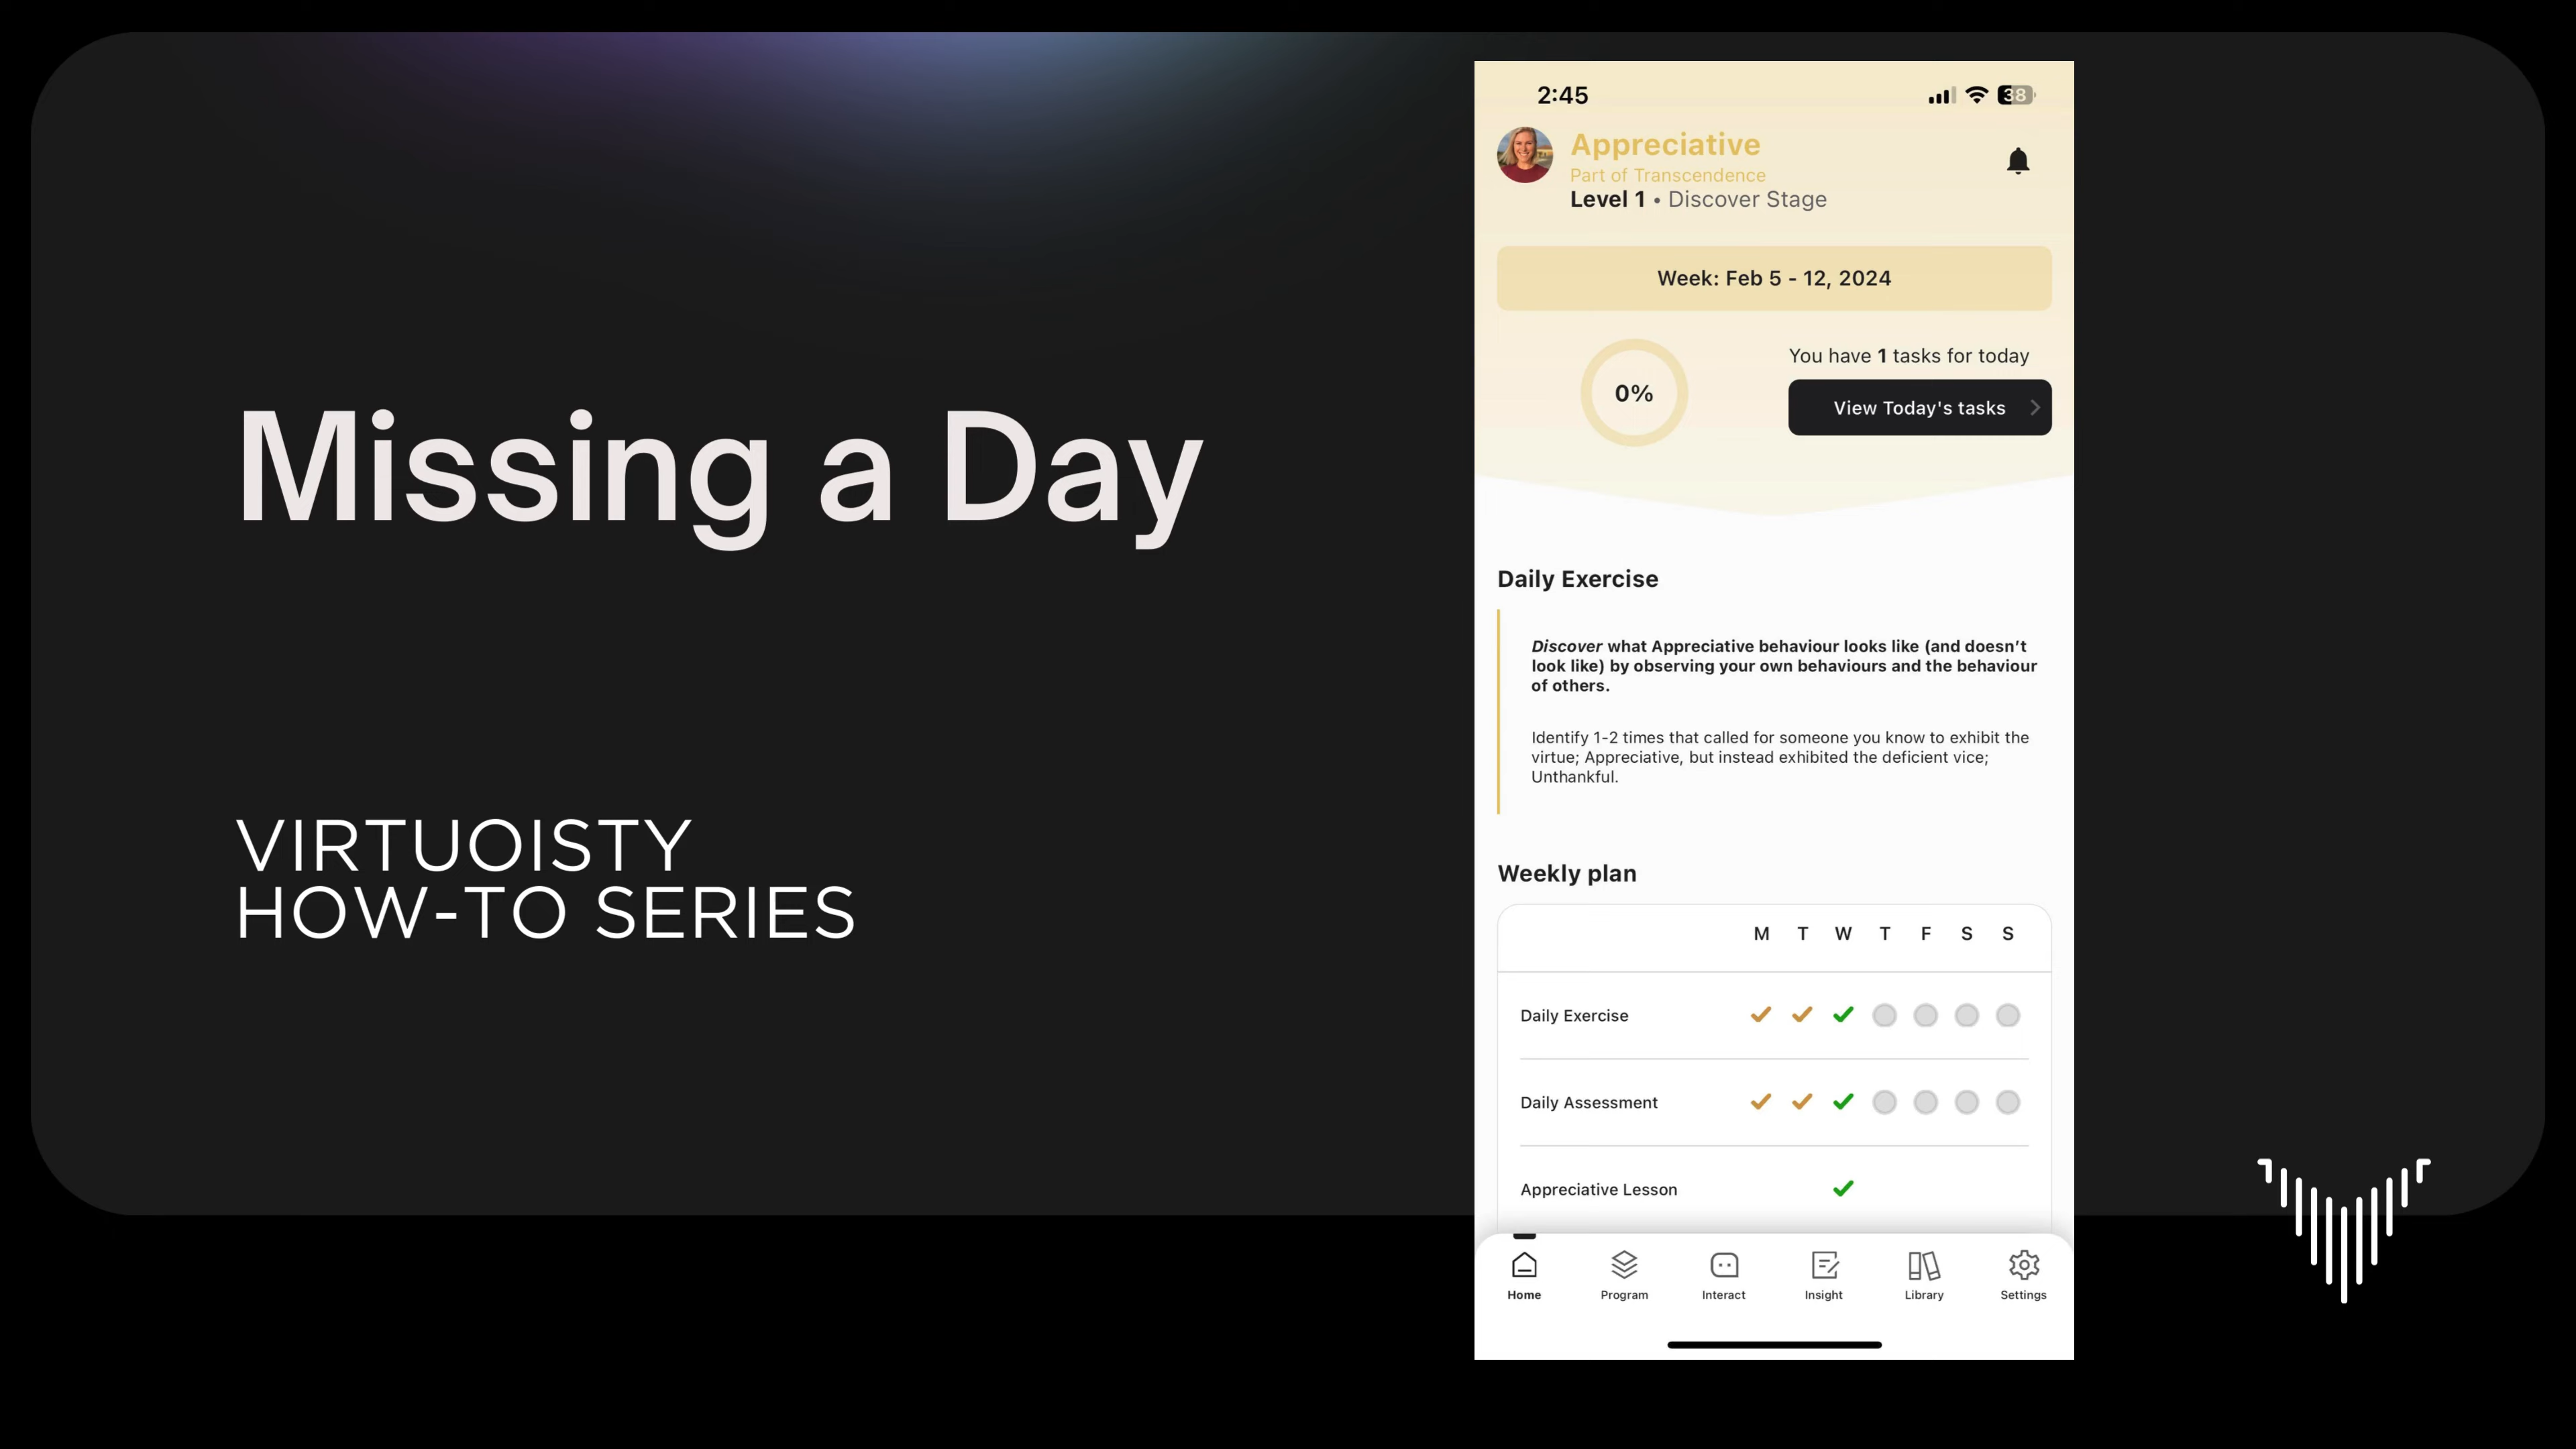 Missing a Day
VIRTUOISTY
HOW-TO SERIES
2:45
38
Appreciative
Part of Transcendence
Level 1 • Discover Stage
Week: Feb 5 - 12, 2024
0%
You have 1 tasks for today
View Today's tasks
Daily Exercise
Discover what Appreciative behaviour looks like (and doesn't
look like) by observing your own behaviours and the behaviour
of others.
Identify 1-2 times that called for someone you know to exhibit the
virtue; Appreciative, but instead exhibited the deficient vice;
Unthankful.
Weekly plan
M T W T F S S
Daily Exercise
Daily Assessment
Appreciative Lesson
Home Program Interact Insight Library Settings